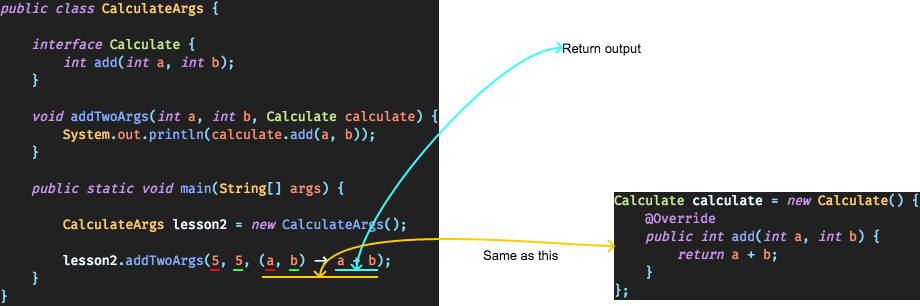 public class CalculateArgs {
interface Calculate {
int add(int a, int b);
}
void addTwoArgs(int a, int b, Calculate calculate) {
System.out.println(calculate.add(a, b));
}
public static void main(String[] args) {
CalculateArgs lesson2 = new CalculateArgs();
lesson2.addTwoArgs(5, 5, (a, b) → a + b);
}
}
Return output
Same as this
Calculate calculate = new Calculate() {
@Override
public int add(int a, int b) {
return a + b;
}
};